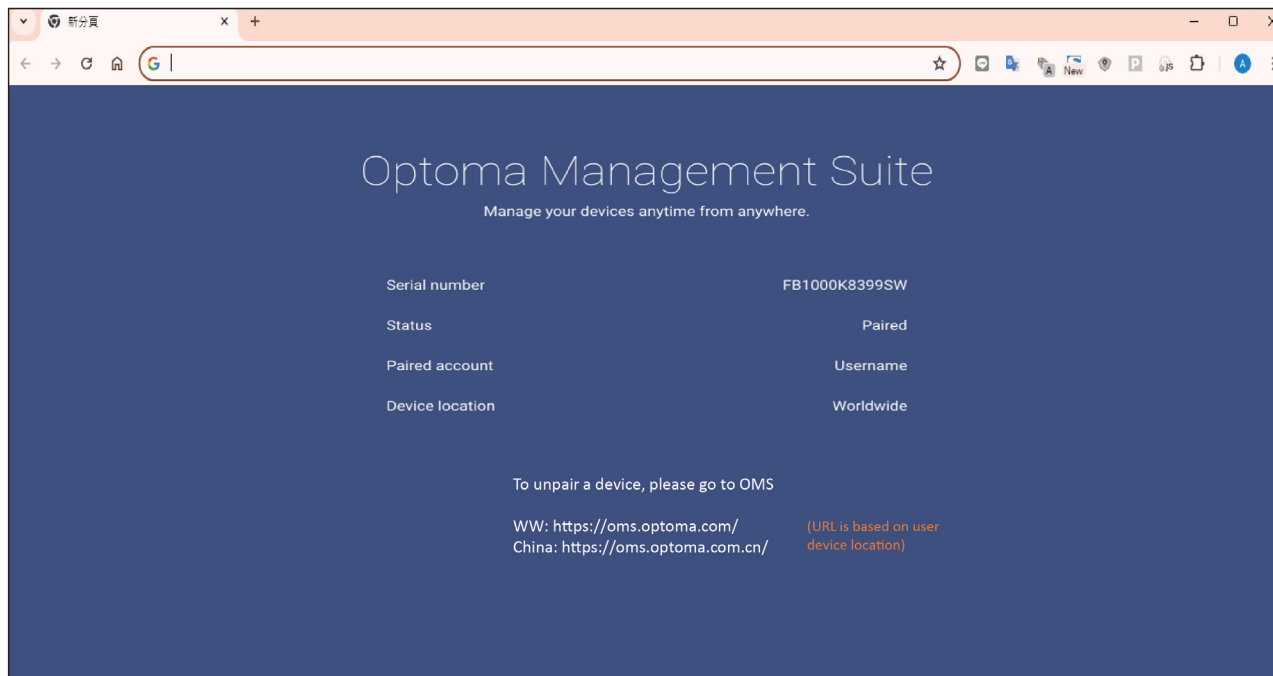 新分頁
New
A
P
js
A
Optoma Management Suite
Manage your devices anytime from anywhere.
Serial number FB1000K8399SW
Status Paired
Paired account Username
Device location Worldwide
To unpair a device, please go to OMS
WW: https://oms.optoma.com/ (URL is based on user
China: https://oms.optoma.com.cn/ device location)